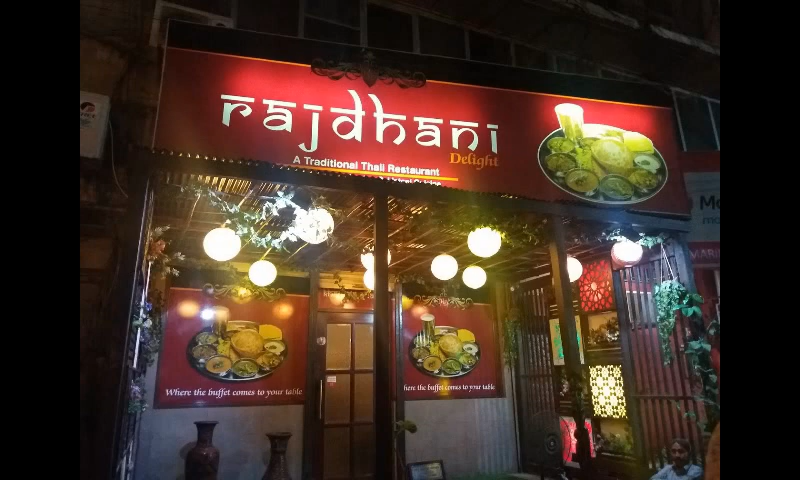 rajdhani
Delight
A Traditional Thali Restaurant
Where the buffet comes to your table
here the buffet comes to your table